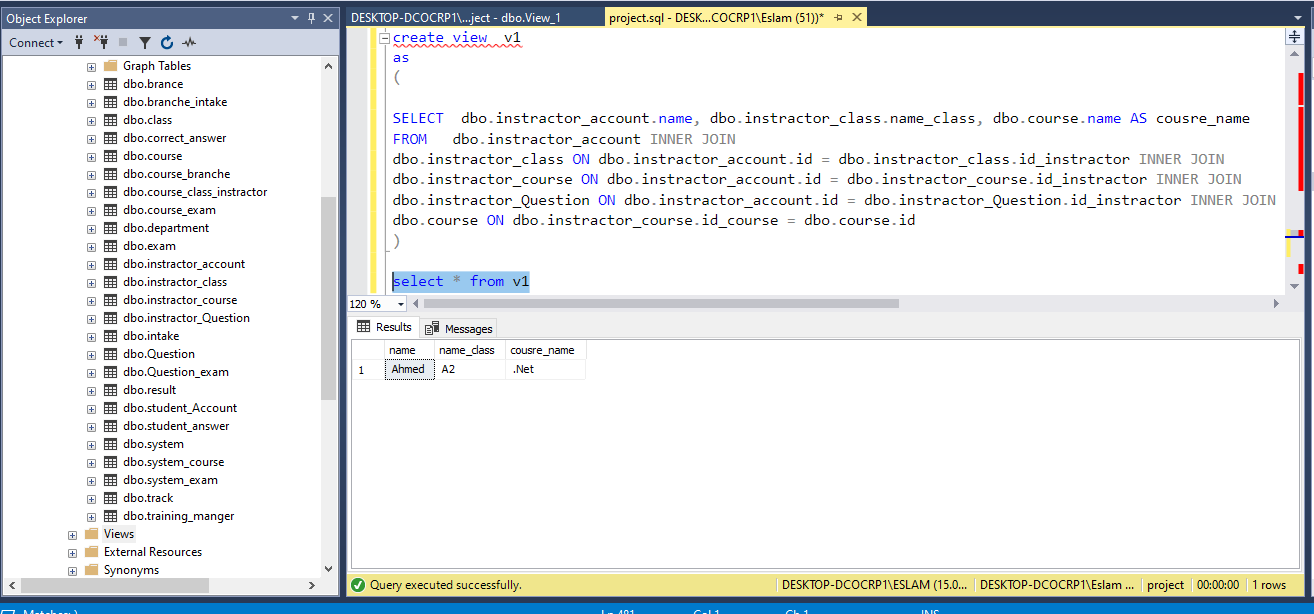 Object Explorer
Connect
Graph Tables
dbo.brance
dbo.branche_intake
dbo.class
dbo.correct_answer
dbo.course
dbo.course_branche
dbo.course_class_instractor
dbo.course_exam
dbo.department
dbo.exam
dbo.instractor_account
dbo.instractor_class
dbo.instractor_course
dbo.instractor_Question
dbo.intake
dbo.Question
dbo.Question_exam
dbo.result
dbo.student_Account
dbo.student_answer
dbo.system
dbo.system_course
dbo.system_exam
dbo.track
dbo.training_manger
Views
External Resources
Synonyms
DESKTOP-DCOCRP1\...ject - dbo.View_1
project.sql - DESK...COCRP1\Eslam (51))*
create view  v1
as
(
SELECT  dbo.instractor_account.name, dbo.instractor_class.name_class, dbo.course.name AS cousre_name
FROM   dbo.instractor_account INNER JOIN
dbo.instractor_class ON dbo.instractor_account.id = dbo.instractor_class.id_instractor INNER JOIN
dbo.instractor_course ON dbo.instractor_account.id = dbo.instractor_course.id_instractor INNER JOIN
dbo.instractor_Question ON dbo.instractor_account.id = dbo.instractor_Question.id_instractor INNER JOIN
dbo.course ON dbo.instractor_course.id_course = dbo.course.id
)
select * from v1
120 %
Results Messages
name name_class cousre_name
1 Ahmed A2 .Net
Query executed successfully. DESKTOP-DCOCRP1\ESLAM (15.0... DESKTOP-DCOCRP1\Eslam ... project 00:00:00 1 rows
Ln 481 Col 1 Ch 1 INS